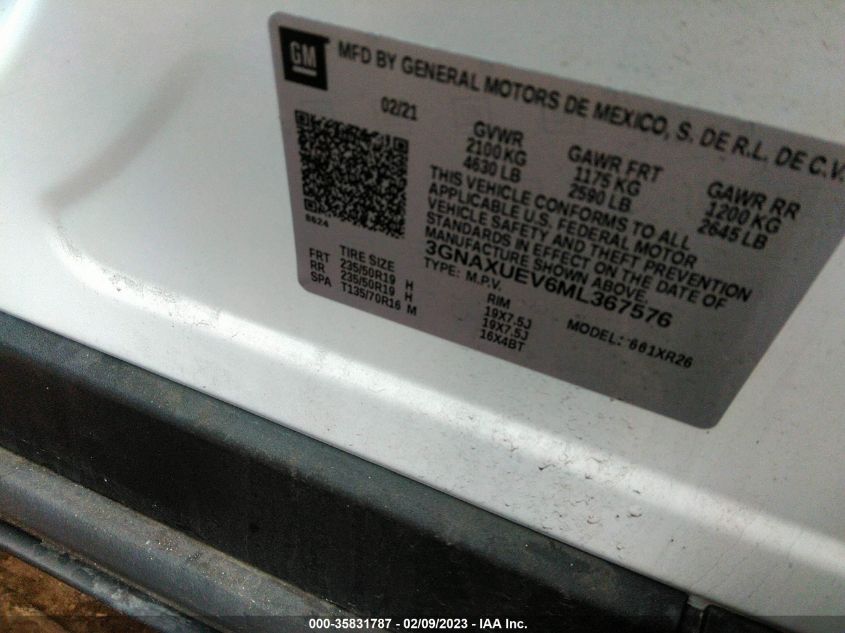 GM
MFD BY GENERAL MOTORS DE MEXICO, S. DE R.L. DE C.V.
02/21
GVWR GAWR FRT GAWR RR
2100 KG 1175 KG 1200 KG
4630 LB 2590 LB 2645 LB
THIS VEHICLE CONFORMS TO ALL
APPLICABLE U.S. FEDERAL MOTOR
VEHICLE SAFETY AND THEFT PREVENTION
STANDARDS IN EFFECT ON THE DATE OF
MANUFACTURE SHOWN ABOVE.
8624
3GNAXUEV6ML367576
TYPE: M.P.V. MODEL: 661XR26
TIRE SIZE RIM
FRT 235/50R19 H 19X7.5J
RR 235/50R19 H 19X7.5J
SPA T135/70R16 M 16X4BT
000-35831787 - 02/09/2023 - IAA Inc.